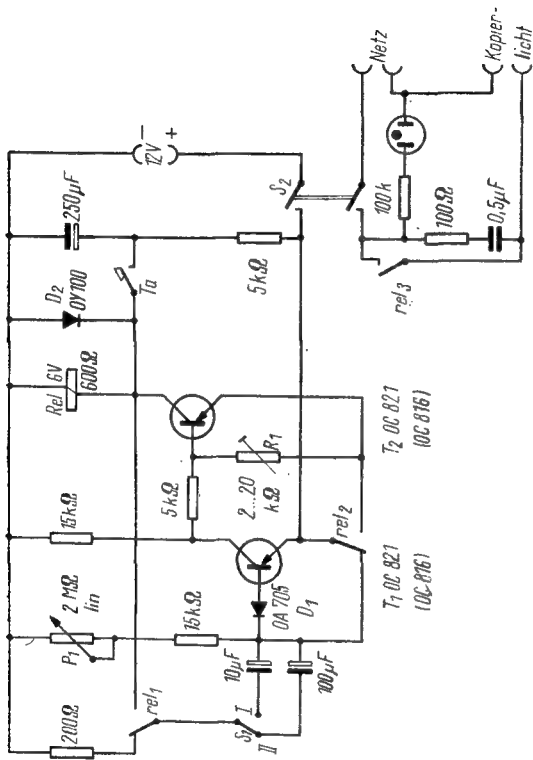 200Ω
P1
2 MΩ
lin
15kΩ
Rel 6V
600Ω
D2
OY100
250µF
−
12V
+
rel1
Ta
5kΩ
15kΩ
S1
I
II
10µF
100µF
OA 705
D1
2...20
kΩ
R1
5kΩ
S2
rel2
T1 OC 821
(OC 816)
T2 OC 821
(OC 816)
rel3
100k
100Ω
0,5µF
Netz
Kopier-
licht